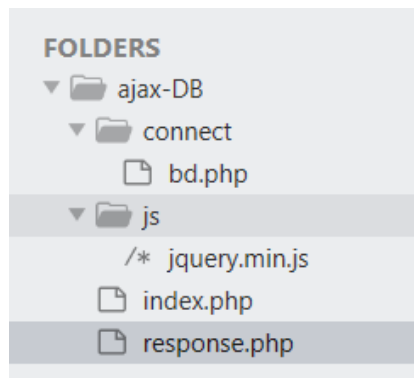 FOLDERS
ajax-DB
connect
bd.php
js
/* jquery.min.js
index.php
response.php